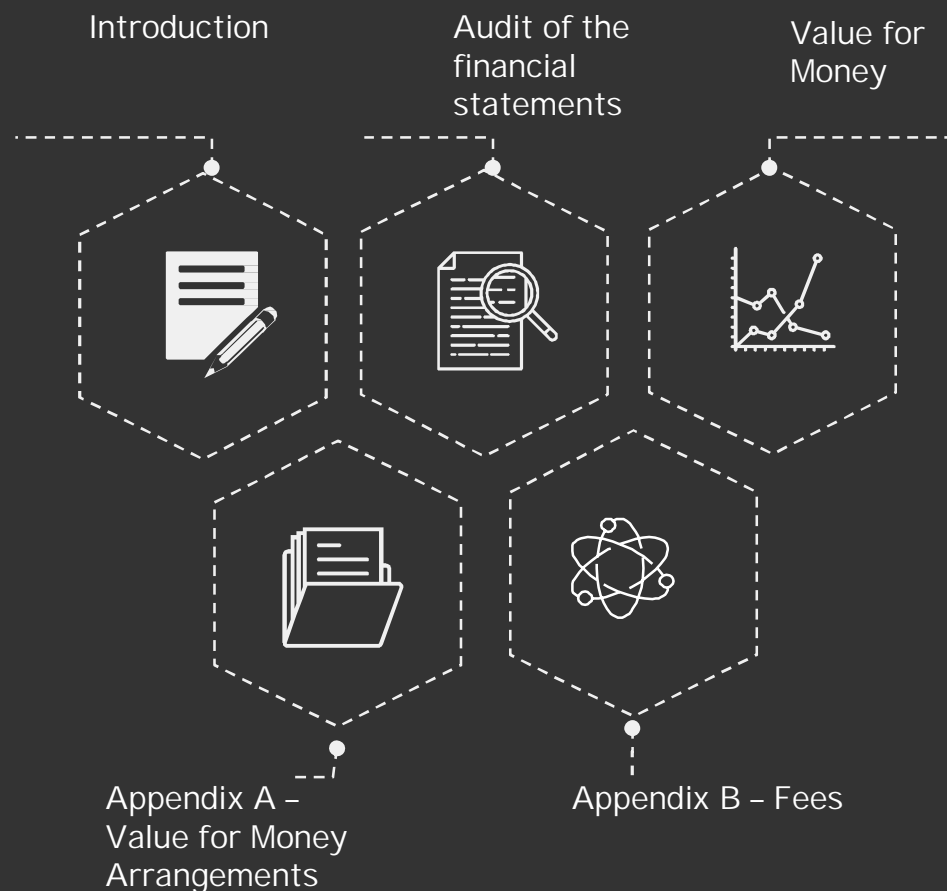 Introduction
Audit of the
financial
statements
Value for
Money
Appendix A –
Value for Money
Arrangements
Appendix B – Fees